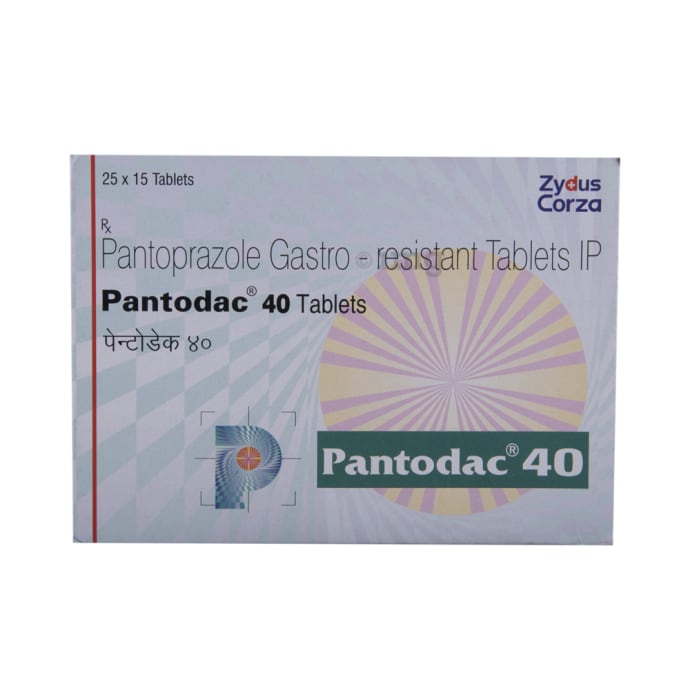 25 x 15 Tablets
Zydus
Corza
Rx
Pantoprazole Gastro - resistant Tablets IP
Pantodac® 40 Tablets
पेन्टोडेक ४०
Pantodac® 40